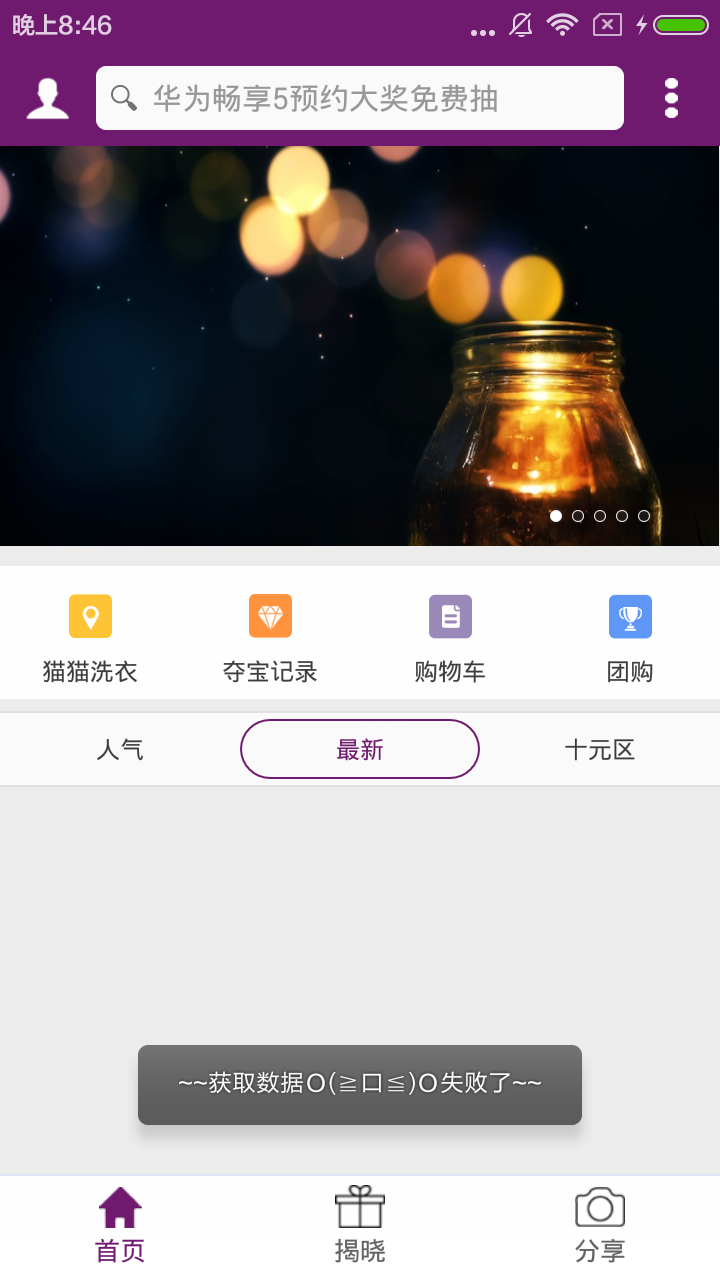 晚上8:46
华为畅享5预约大奖免费抽
猫猫洗衣 夺宝记录 购物车 团购
人气 最新 十元区
~~获取数据O(≧口≦)O失败了~~
首页 揭晓 分享